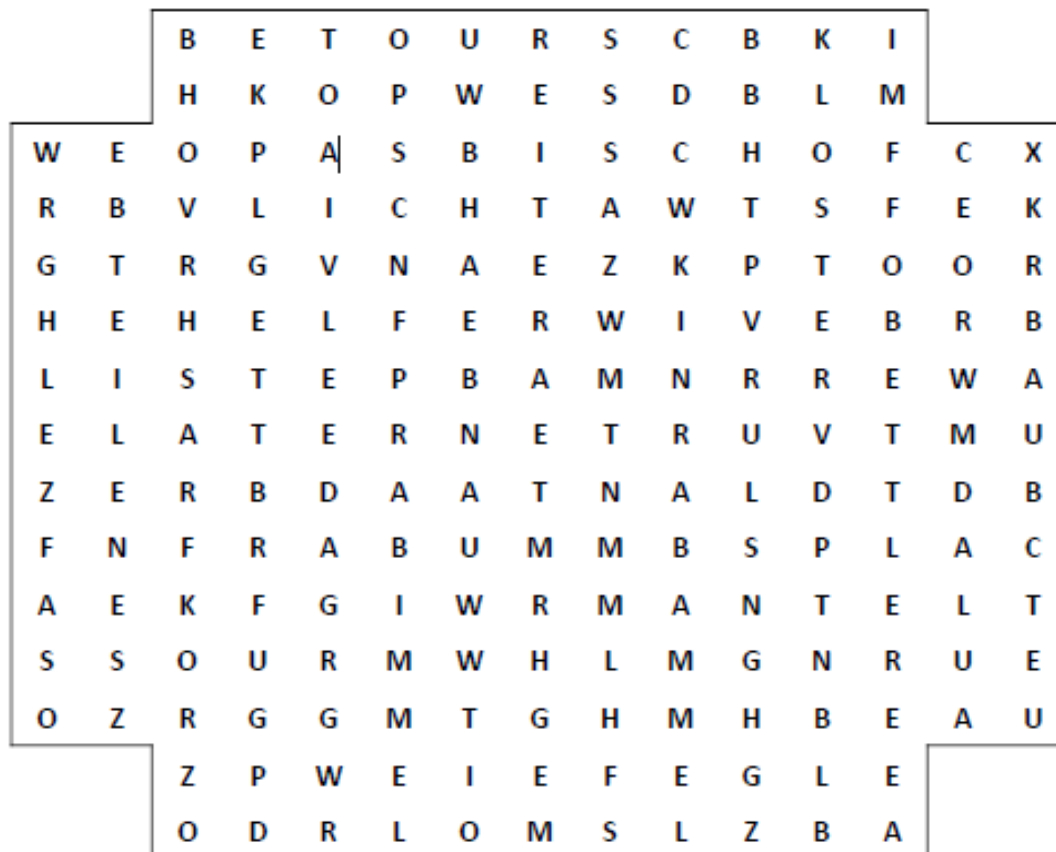 B E T O U R S C B K I
H K O P W E S D B L M
W E O P A S B I S C H O F C X
R B V L I C H T A W T S F E K
G T R G V N A E Z K P T O O R
H E H E L F E R W I V E B R B
L I S T E P B A M N R R E W A
E L A T E R N E T R U V T M U
Z E R B D A A T N A L D T D B
F N F R A B U M M B S P L A C
A E K F G I W R M A N T E L T
S S O U R M W H L M G N R U E
O Z R G G M T G H M H B E A U
Z P W E I E F E G L E
O D R L O M S L Z B A